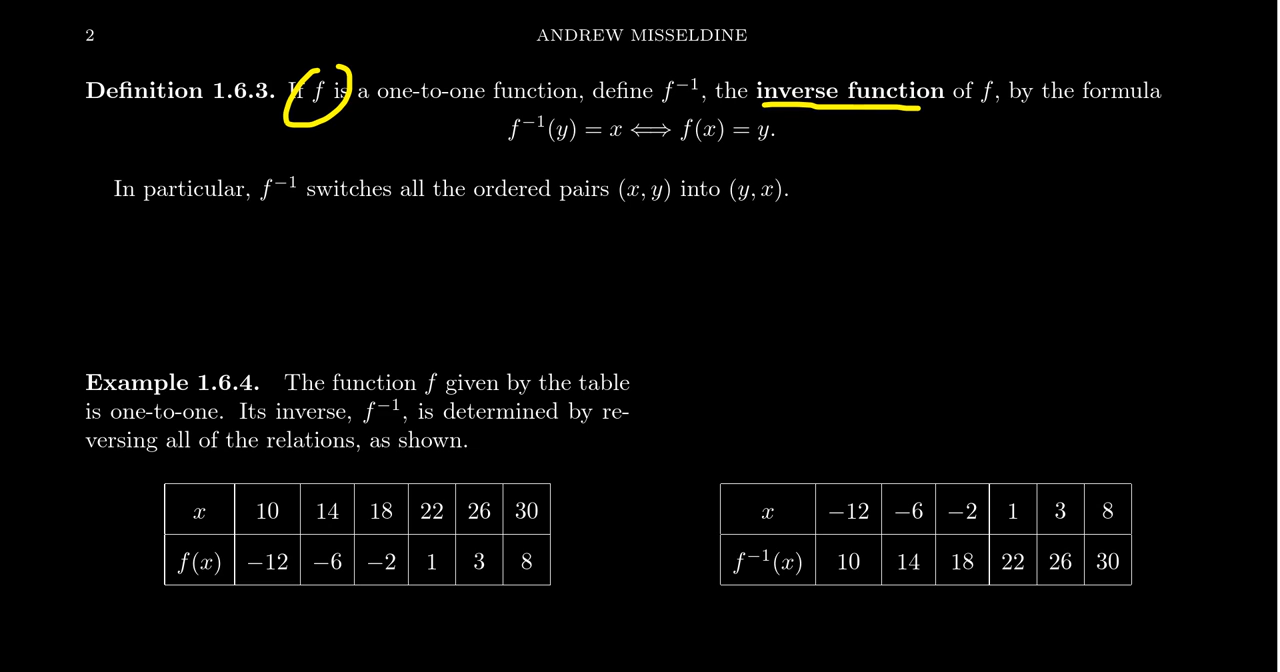 2
ANDREW MISSELDINE
Definition 1.6.3. If f is a one-to-one function, define f⁻¹, the inverse function of f, by the formula
f⁻¹(y) = x ⟺ f(x) = y.
In particular, f⁻¹ switches all the ordered pairs (x, y) into (y, x).
Example 1.6.4. The function f given by the table
is one-to-one. Its inverse, f⁻¹, is determined by re-
versing all of the relations, as shown.
x 10 14 18 22 26 30
f(x) −12 −6 −2 1 3 8
x −12 −6 −2 1 3 8
f⁻¹(x) 10 14 18 22 26 30